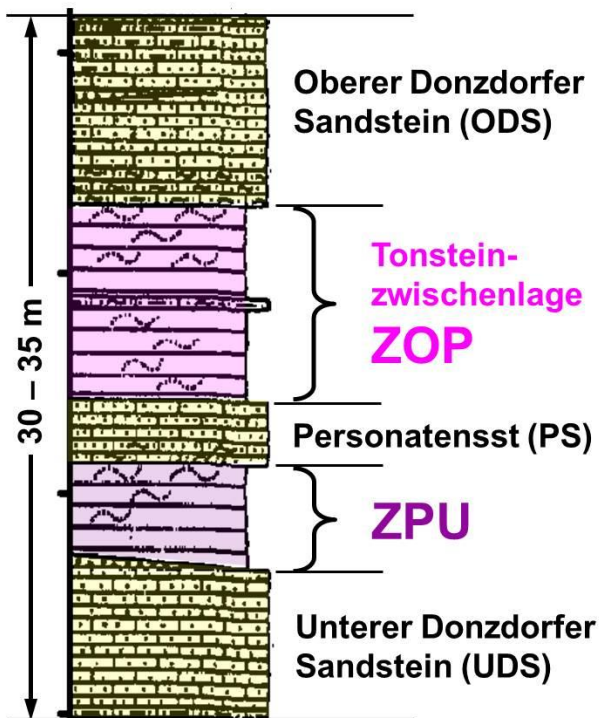 Oberer Donzdorfer
Sandstein (ODS)
Tonstein-
zwischenlage
ZOP
30 – 35 m
Personatensst (PS)
ZPU
Unterer Donzdorfer
Sandstein (UDS)